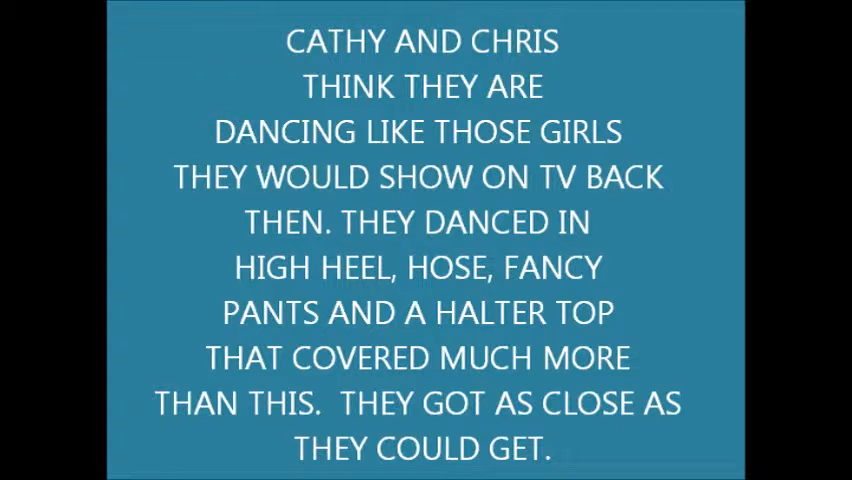 CATHY AND CHRIS
THINK THEY ARE
DANCING LIKE THOSE GIRLS
THEY WOULD SHOW ON TV BACK
THEN. THEY DANCED IN
HIGH HEEL, HOSE, FANCY
PANTS AND A HALTER TOP
THAT COVERED MUCH MORE
THAN THIS.  THEY GOT AS CLOSE AS
THEY COULD GET.